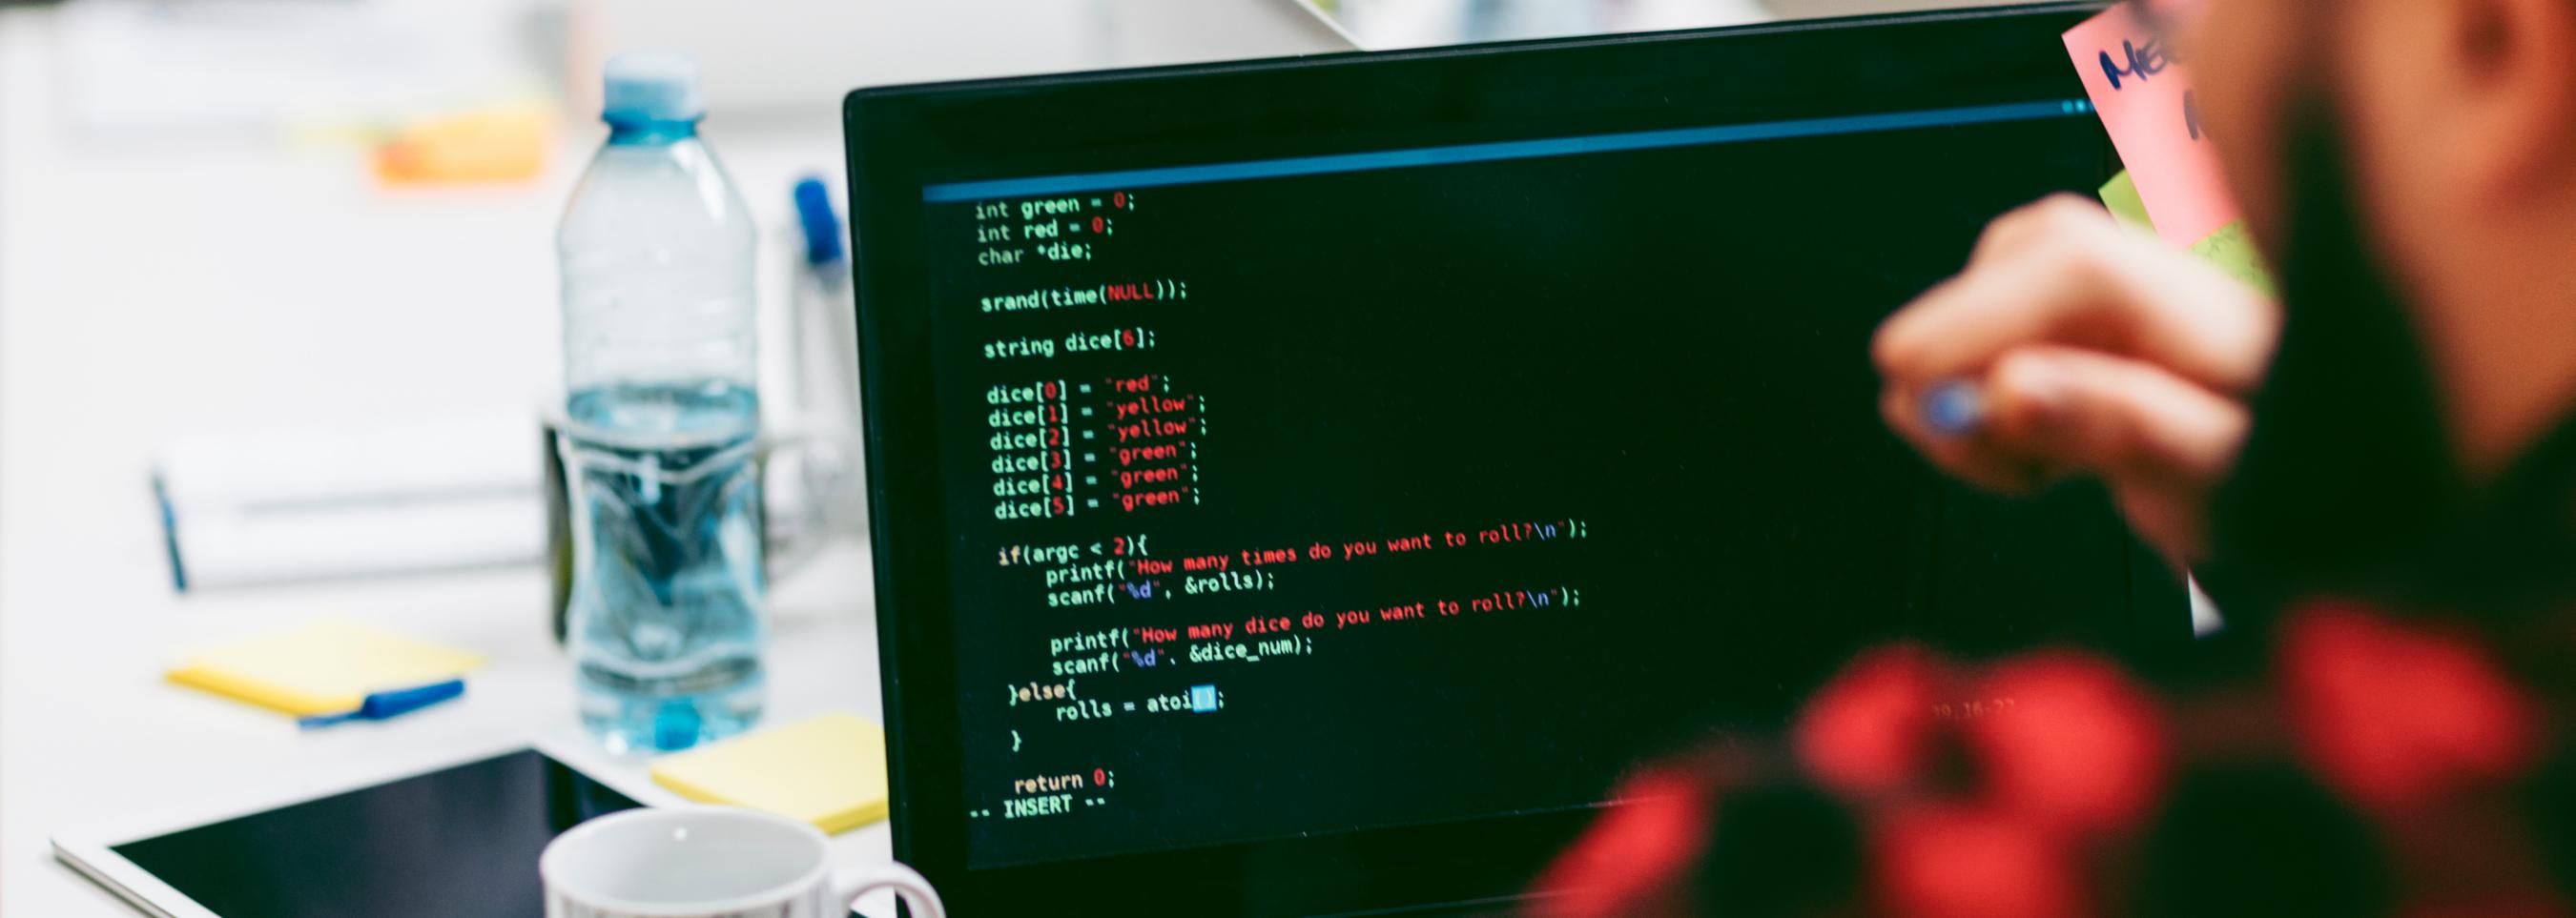 int green = 0;
int red = 0;
char *die;
srand(time(NULL));
string dice[6];
dice[0] = "red";
dice[1] = "yellow";
dice[2] = "yellow";
dice[3] = "green";
dice[4] = "green";
dice[5] = "green";
if(argc < 2){
printf("How many times do you want to roll?\n");
scanf("%d", &rolls);
printf("How many dice do you want to roll?\n");
scanf("%d", &dice_num);
}else{
rolls = atoi();
}
return 0;
-- INSERT --